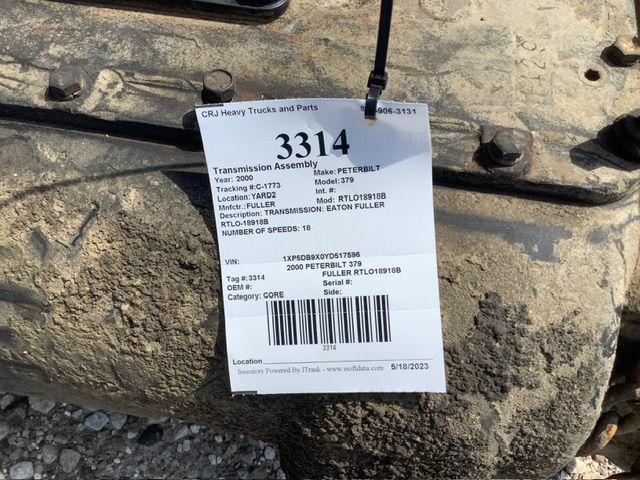 CRJ Heavy Trucks and Parts 906-3131
3314
Transmission Assembly
Year: 2000 Make: PETERBILT
Tracking #:C-1773 Model: 379
Location:YARD2 Int. #:
Mnfctr.:FULLER Mod: RTLO18918B
Description: TRANSMISSION: EATON FULLER
RTLO-18918B
NUMBER OF SPEEDS: 18
VIN: 1XP5DB9X0YD517596
2000 PETERBILT 379
Tag #:3314 FULLER RTLO18918B
OEM #: Serial #:
Category: CORE Side:
3314
Location
Inventory Powered By ITrack - www.isoftdata.com 5/18/2023